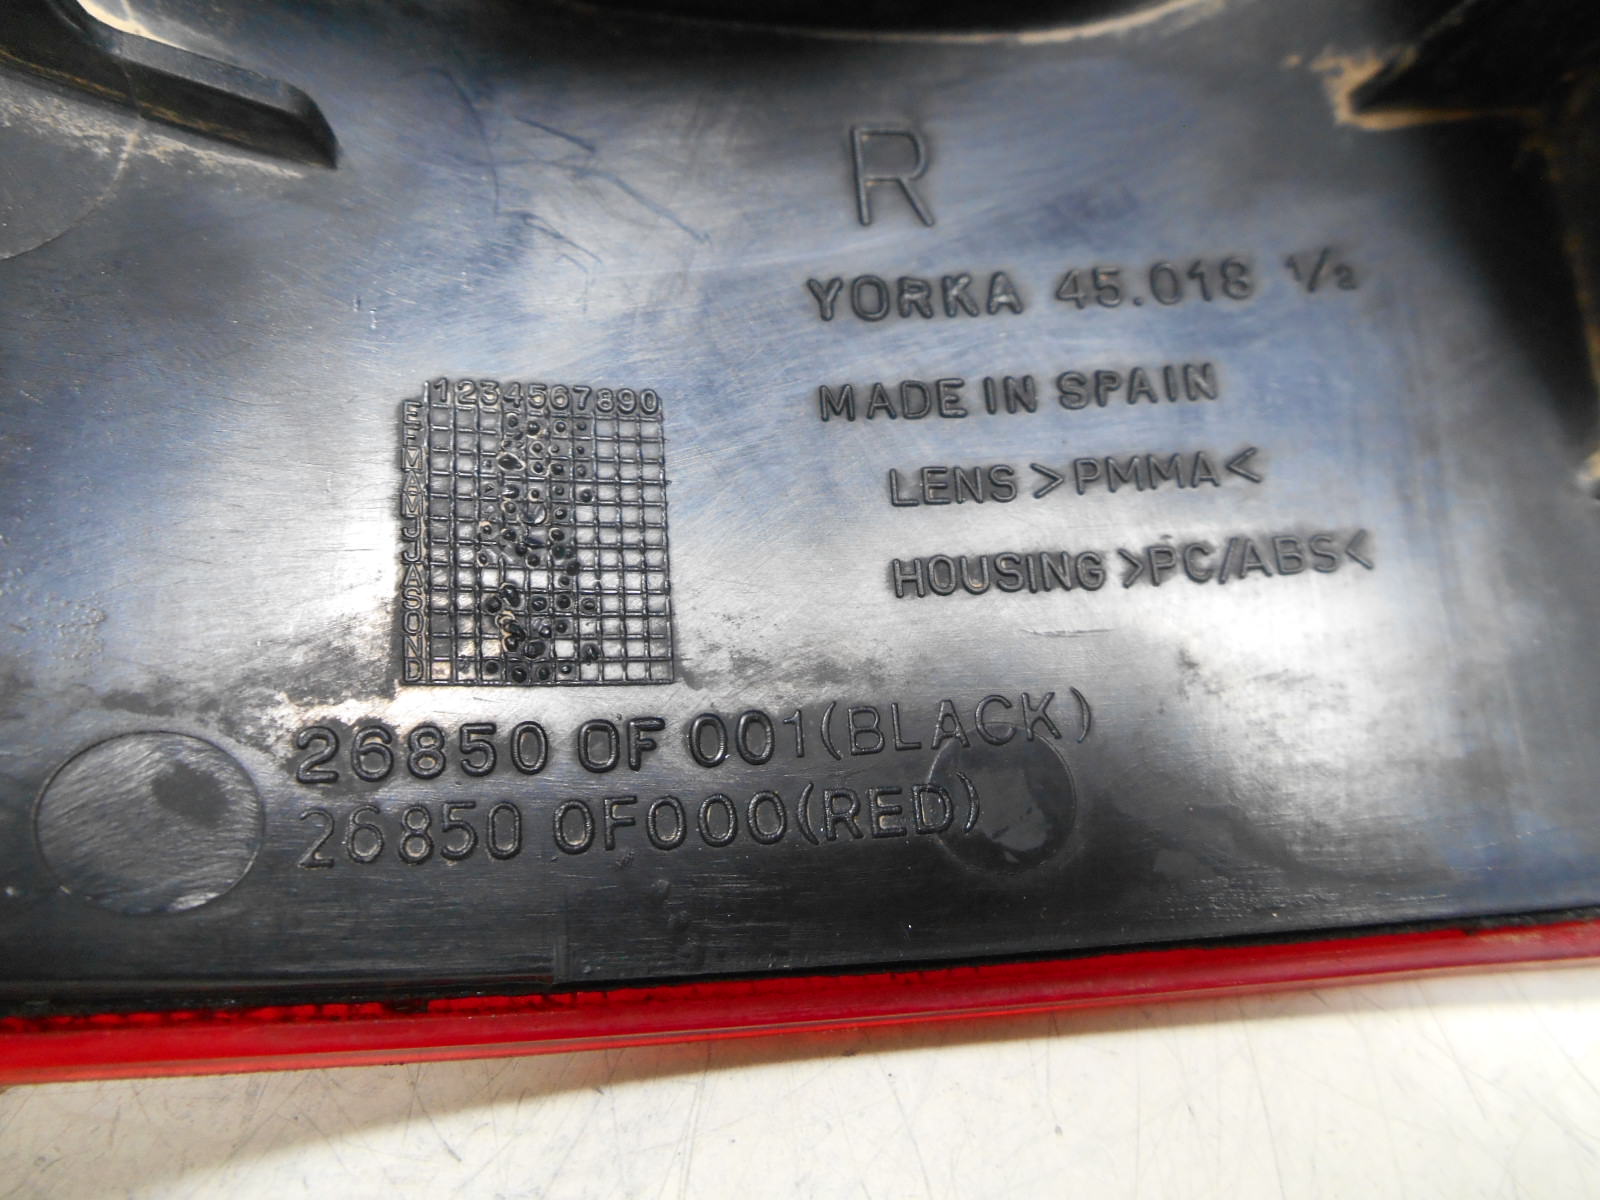 R
YORKA 45.018 1/2
MADE IN SPAIN
LENS >PMMA<
HOUSING >PC/ABS<
1234567890
E
F
M
A
M
J
J
A
S
O
N
D
26850 0F 001(BLACK)
26850 0F000(RED)